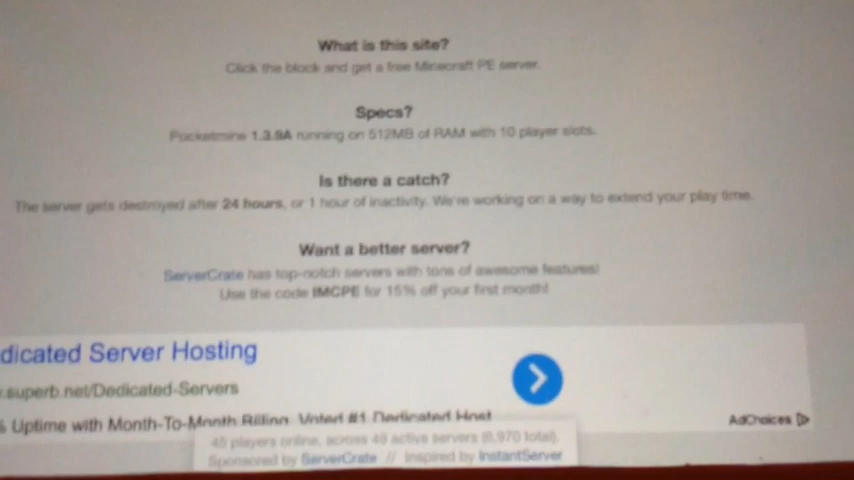 What is this site?
Click the block and get a free Minecraft PE server.
Specs?
Pocketmine 1.3.9A running on 512MB of RAM with 10 player slots.
Is there a catch?
The server gets destroyed after 24 hours, or 1 hour of inactivity. We're working on a way to extend your play time.
Want a better server?
ServerCrate has top-notch servers with tons of awesome features!
Use the code IMCPE for 15% off your first month!
dicated Server Hosting
.superb.net/Dedicated-Servers
% Uptime with Month-To-Month Billing. Voted #1 Dedicated Host
AdChoices
players online, across active servers
Sponsored by ServerCrate // Inspired by InstantServer